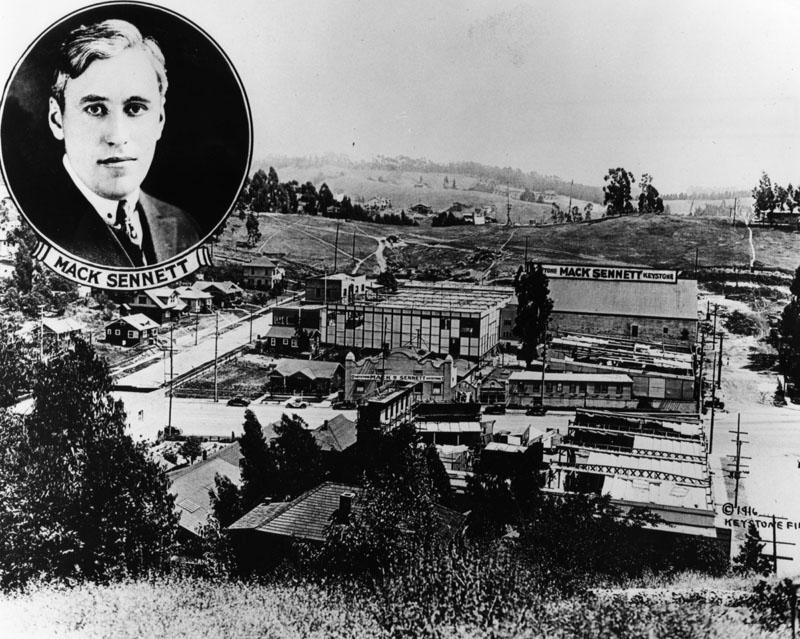 MACK SENNETT
MACK SENNETT KEYSTONE
MACK SENNETT
©1916
KEYSTONE FI